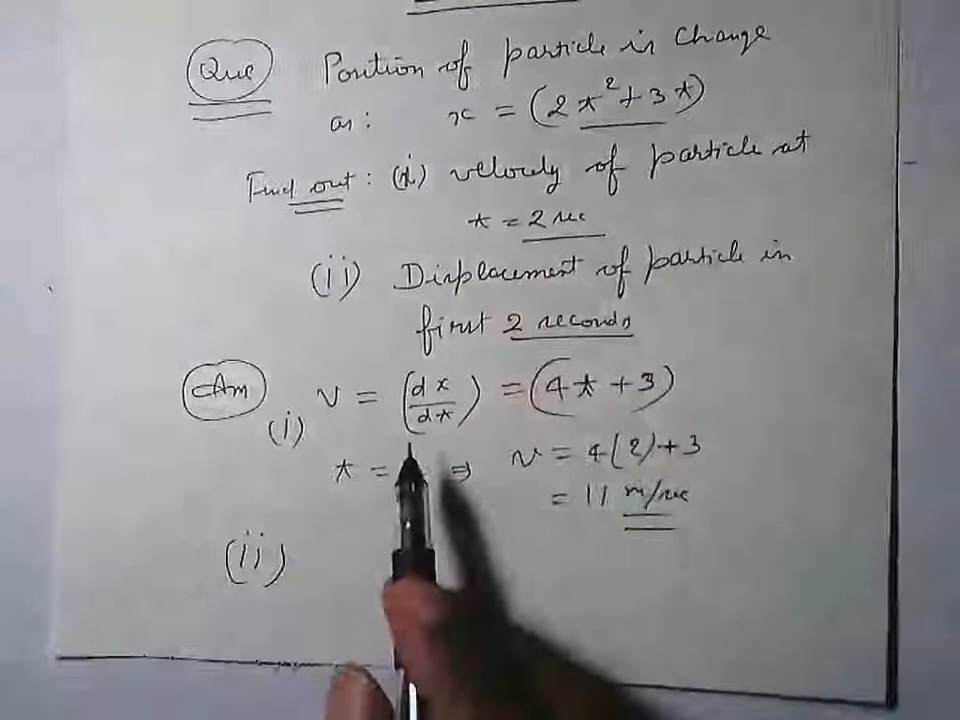 Que Position of particle is change
as: x = (2t²+3t)
Find out: (i) velocity of particle at
t = 2 sec
(ii) Displacement of particle in
first 2 seconds
Ans
(i) v = (dx/dt) = (4t+3)
t = ⇒ v = 4(2)+3
= 11 m/sec
(ii)